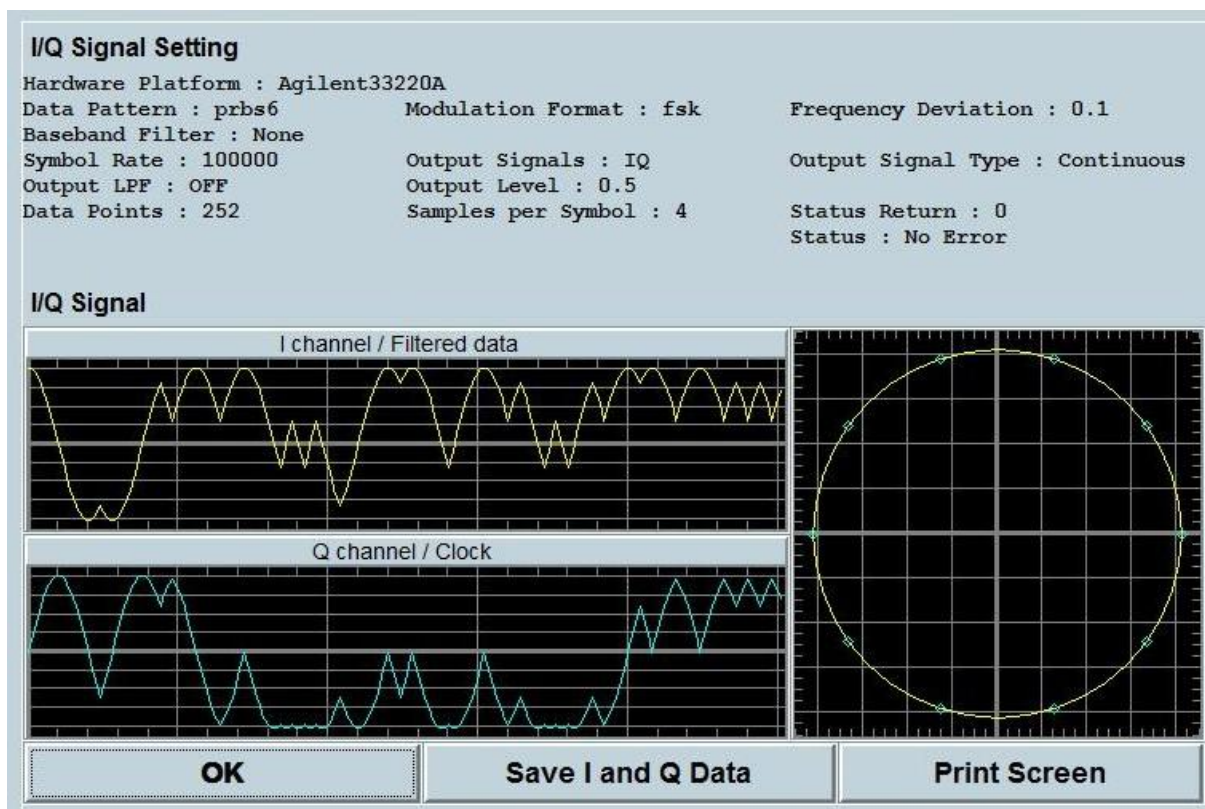 I/Q Signal Setting
Hardware Platform : Agilent33220A
Data Pattern : prbs6 Modulation Format : fsk Frequency Deviation : 0.1
Baseband Filter : None
Symbol Rate : 100000 Output Signals : IQ Output Signal Type : Continuous
Output LPF : OFF Output Level : 0.5
Data Points : 252 Samples per Symbol : 4 Status Return : 0
Status : No Error
I/Q Signal
I channel / Filtered data
Q channel / Clock
OK Save I and Q Data Print Screen